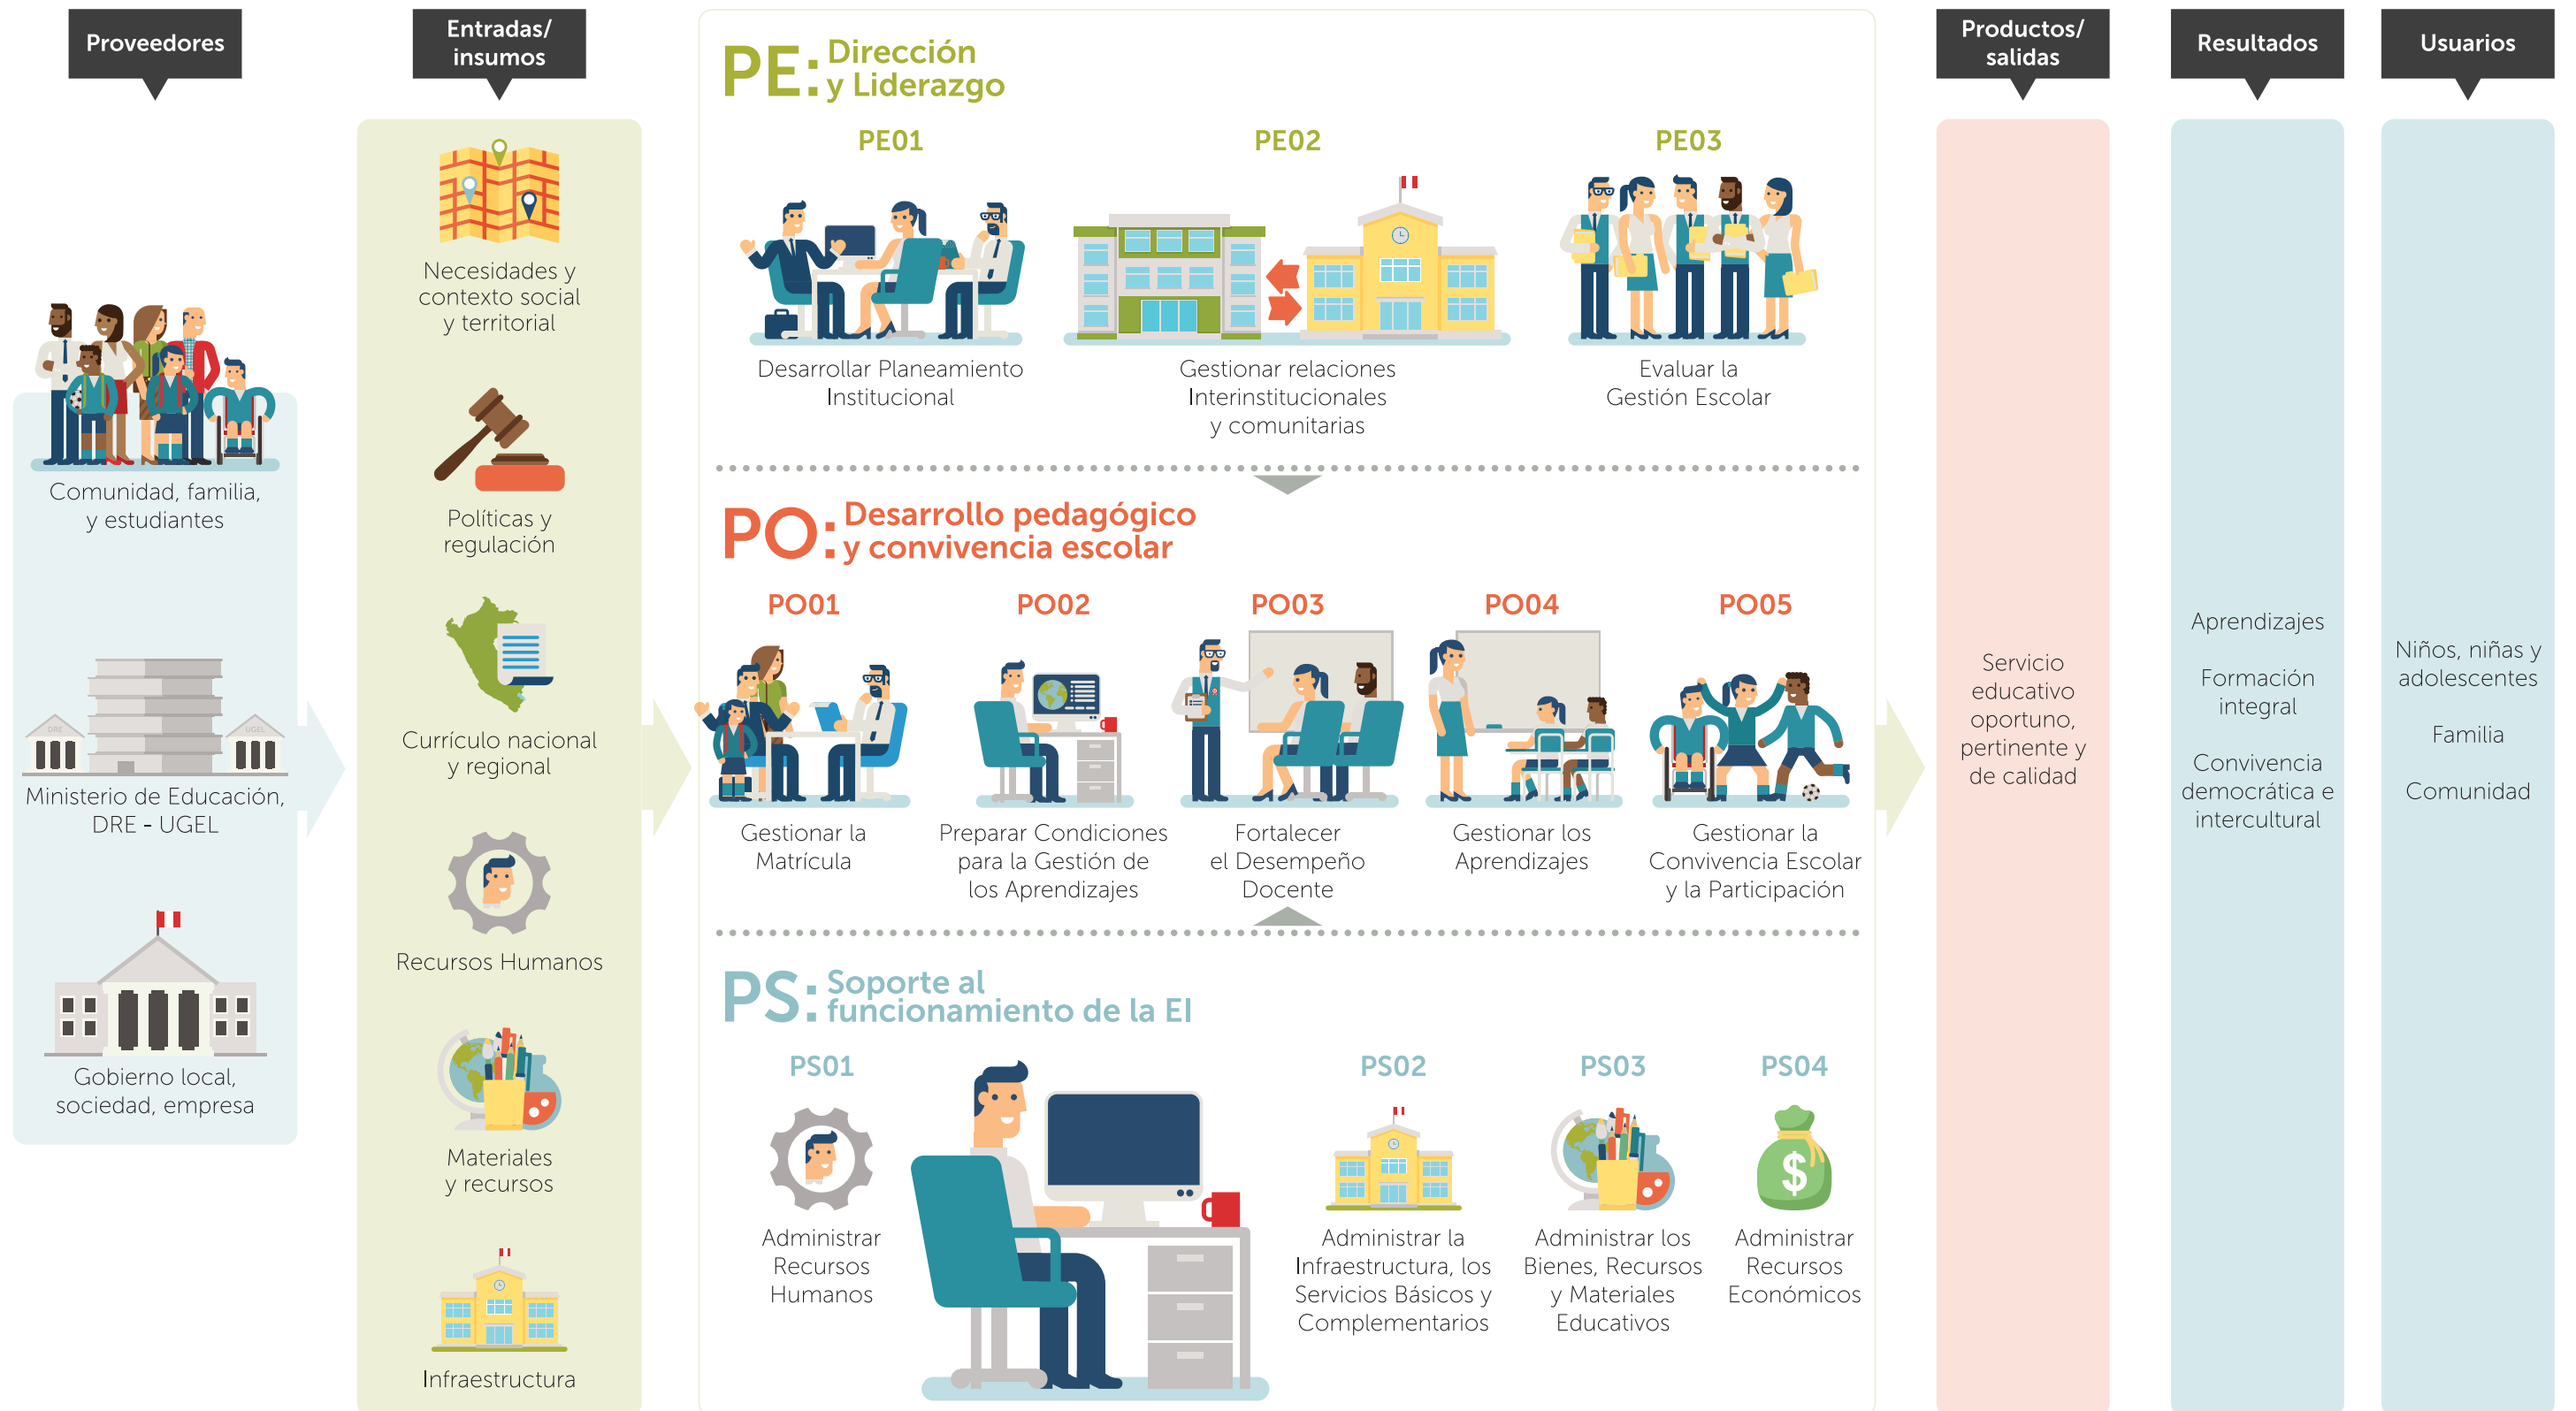 Proveedores
Comunidad, familia,
y estudiantes
DRE
UGEL
Ministerio de Educación,
DRE - UGEL
Gobierno local,
sociedad, empresa
Entradas/
insumos
Necesidades y
contexto social
y territorial
Políticas y
regulación
Currículo nacional
y regional
Recursos Humanos
Materiales
y recursos
Infraestructura
PE: Dirección
y Liderazgo
PE01
Desarrollar Planeamiento
Institucional
PE02
Gestionar relaciones
Interinstitucionales
y comunitarias
PE03
Evaluar la
Gestión Escolar
PO: Desarrollo pedagógico
y convivencia escolar
PO01
Gestionar la
Matrícula
PO02
Preparar Condiciones
para la Gestión de
los Aprendizajes
PO03
Fortalecer
el Desempeño
Docente
PO04
Gestionar los
Aprendizajes
PO05
Gestionar la
Convivencia Escolar
y la Participación
PS: Soporte al
funcionamiento de la EI
PS01
Administrar
Recursos
Humanos
PS02
Administrar la
Infraestructura, los
Servicios Básicos y
Complementarios
PS03
Administrar los
Bienes, Recursos
y Materiales
Educativos
PS04
$
Administrar
Recursos
Económicos
Productos/
salidas
Servicio
educativo
oportuno,
pertinente y
de calidad
Resultados
Aprendizajes
Formación
integral
Convivencia
democrática e
intercultural
Usuarios
Niños, niñas y
adolescentes
Familia
Comunidad